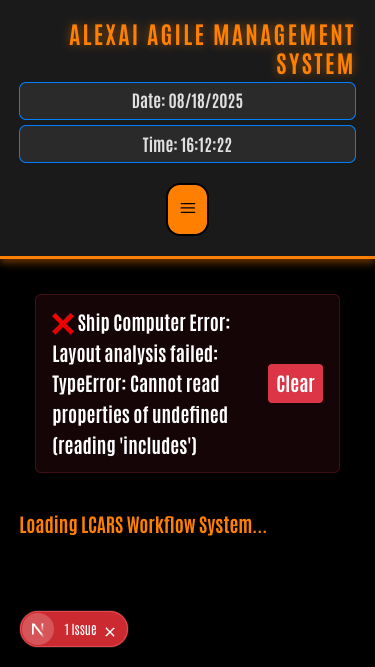 ALEXAI AGILE MANAGEMENT
SYSTEM
Date: 08/18/2025
Time: 16:12:22
❌ Ship Computer Error:
Layout analysis failed:
TypeError: Cannot read
properties of undefined
(reading 'includes')
Clear
Loading LCARS Workflow System...
N 1 Issue ×